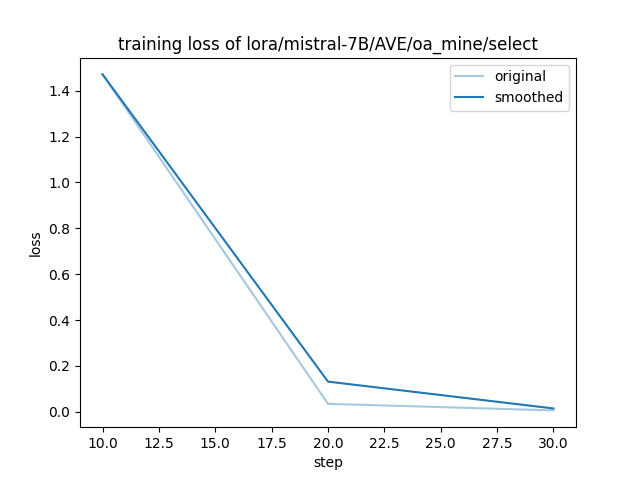 training loss of lora/mistral-7B/AVE/oa_mine/select
original
smoothed
loss
1.4
1.2
1.0
0.8
0.6
0.4
0.2
0.0
10.0 12.5 15.0 17.5 20.0 22.5 25.0 27.5 30.0
step